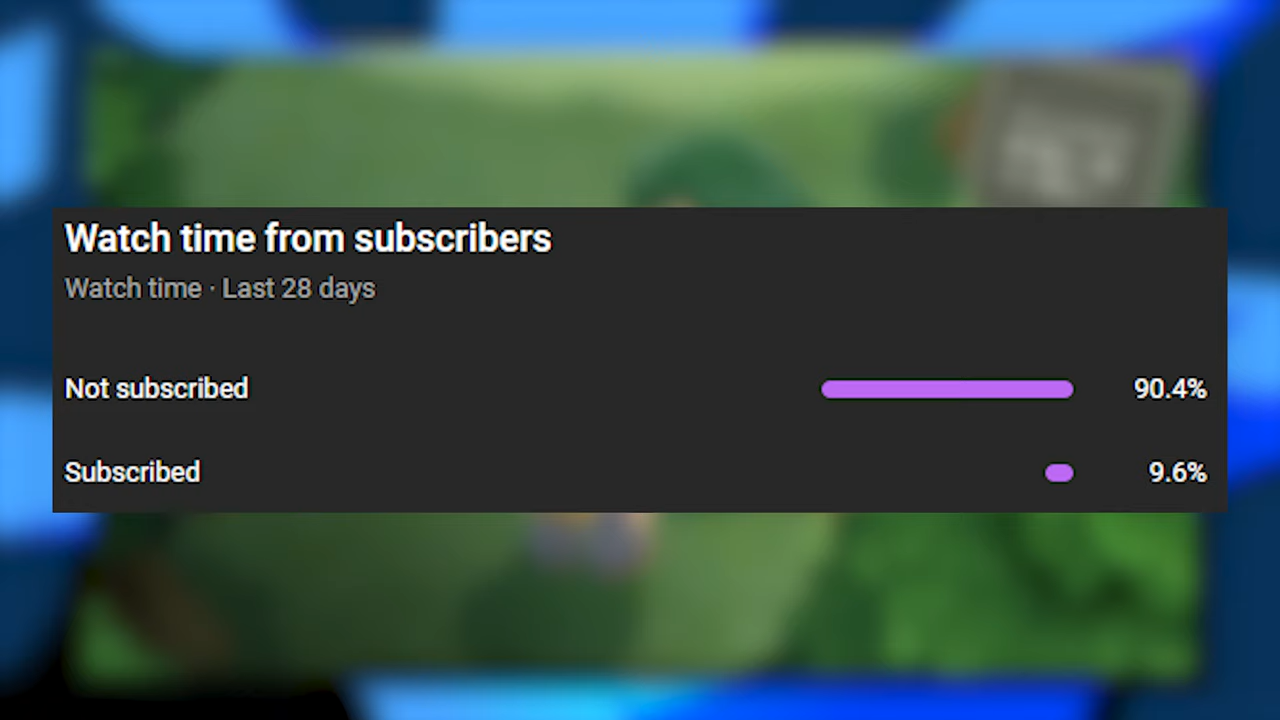 Watch time from subscribers
Watch time · Last 28 days
Not subscribed 90.4%
Subscribed 9.6%